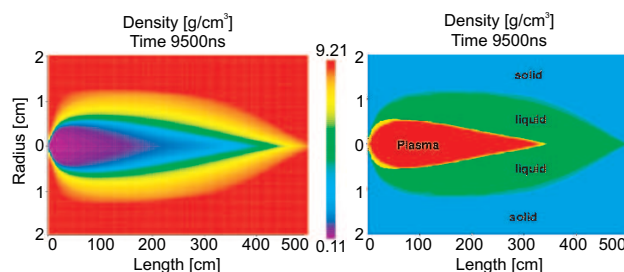 Density [g/cm³]
Time 9500ns
Density [g/cm³]
Time 9500ns
2
1
0
1
2
Radius [cm]
0 100 200 300 400 500
Length [cm]
9.21
0.11
2
1
0
1
2
solid
liquid
Plasma
liquid
solid
0 100 200 300 400 500
Length [cm]